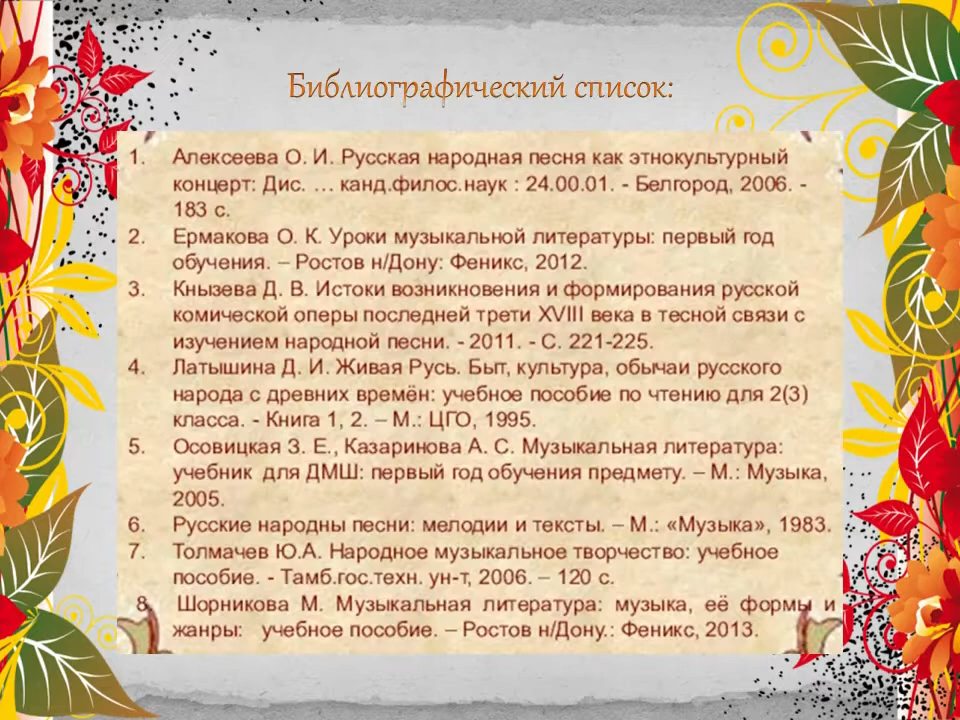 Библиографический список:
1. Алексеева О. И. Русская народная песня как этнокультурный
концерт: Дис. … канд.филос.наук : 24.00.01. - Белгород, 2006. -
183 с.
2. Ермакова О. К. Уроки музыкальной литературы: первый год
обучения. – Ростов н/Дону: Феникс, 2012.
3. Кнызева Д. В. Истоки возникновения и формирования русской
комической оперы последней трети XVIII века в тесной связи с
изучением народной песни. - 2011. - С. 221-225.
4. Латышина Д. И. Живая Русь. Быт, культура, обычаи русского
народа с древних времён: учебное пособие по чтению для 2(3)
класса. - Книга 1, 2. – М.: ЦГО, 1995.
5. Осовицкая З. Е., Казаринова А. С. Музыкальная литература:
учебник для ДМШ: первый год обучения предмету. – М.: Музыка,
2005.
6. Русские народны песни: мелодии и тексты. – М.: «Музыка», 1983.
7. Толмачев Ю.А. Народное музыкальное творчество: учебное
пособие. - Тамб.гос.техн. ун-т, 2006. – 120 с.
8. Шорникова М. Музыкальная литература: музыка, её формы и
жанры: учебное пособие. – Ростов н/Дону.: Феникс, 2013.